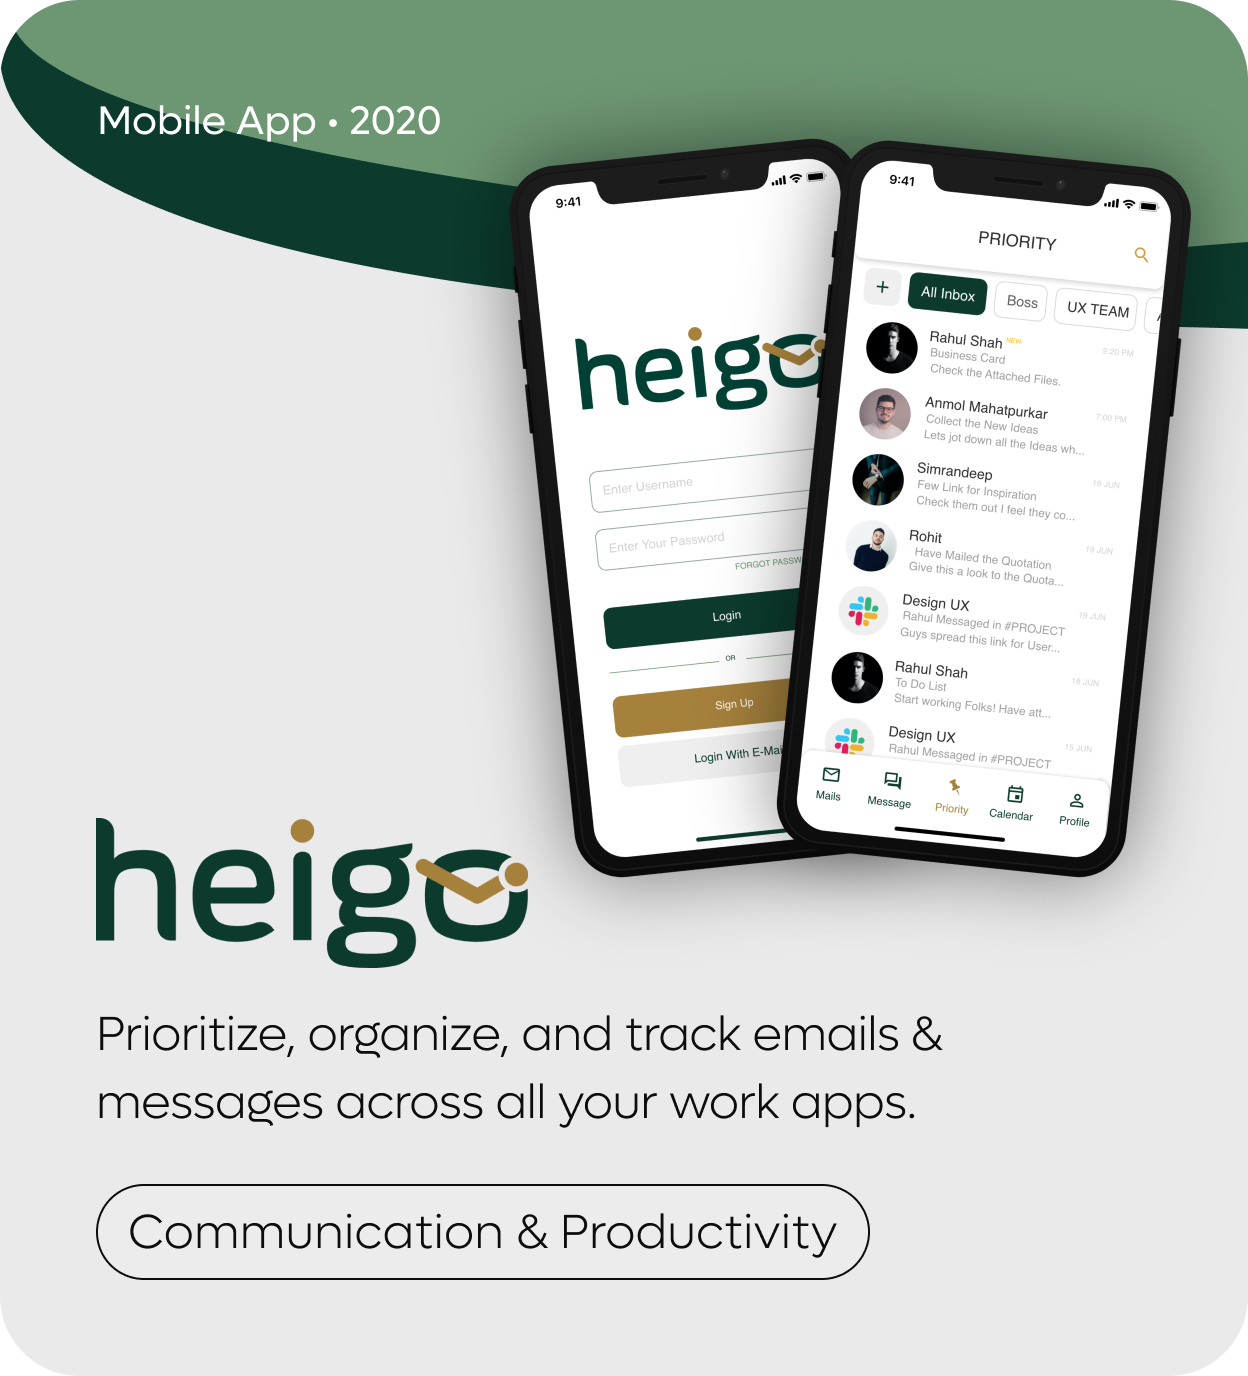 Mobile App • 2020
9:41
heigo
Enter Username
Enter Your Password
FORGOT
Login
OR
Sign Up
Login With
9:41
PRIORITY
+
All Inbox
Boss
UX TEAM
Rahul Shah NEW
9:20 PM
Business Card
Check the Attached Files.
Anmol Mahatpurkar
7:00 PM
Collect the New Ideas
Lets jot down all the Ideas wh...
Simrandeep
19 JUN
Few Link for Inspiration
Check them out I feel they co...
Rohit
19 JUN
Have Mailed the Quotation
Give this a look to the Quota...
Design UX
19 JUN
Rahul Messaged in #PROJECT
Guys spread this link for User...
Rahul Shah
18 JUN
To Do List
Start working Folks! Have att...
Design UX
15 JUN
Rahul Messaged in #PROJECT
Mails
Message
Priority
Calendar
Profile
heigo
Prioritize, organize, and track emails &
messages across all your work apps.
Communication & Productivity